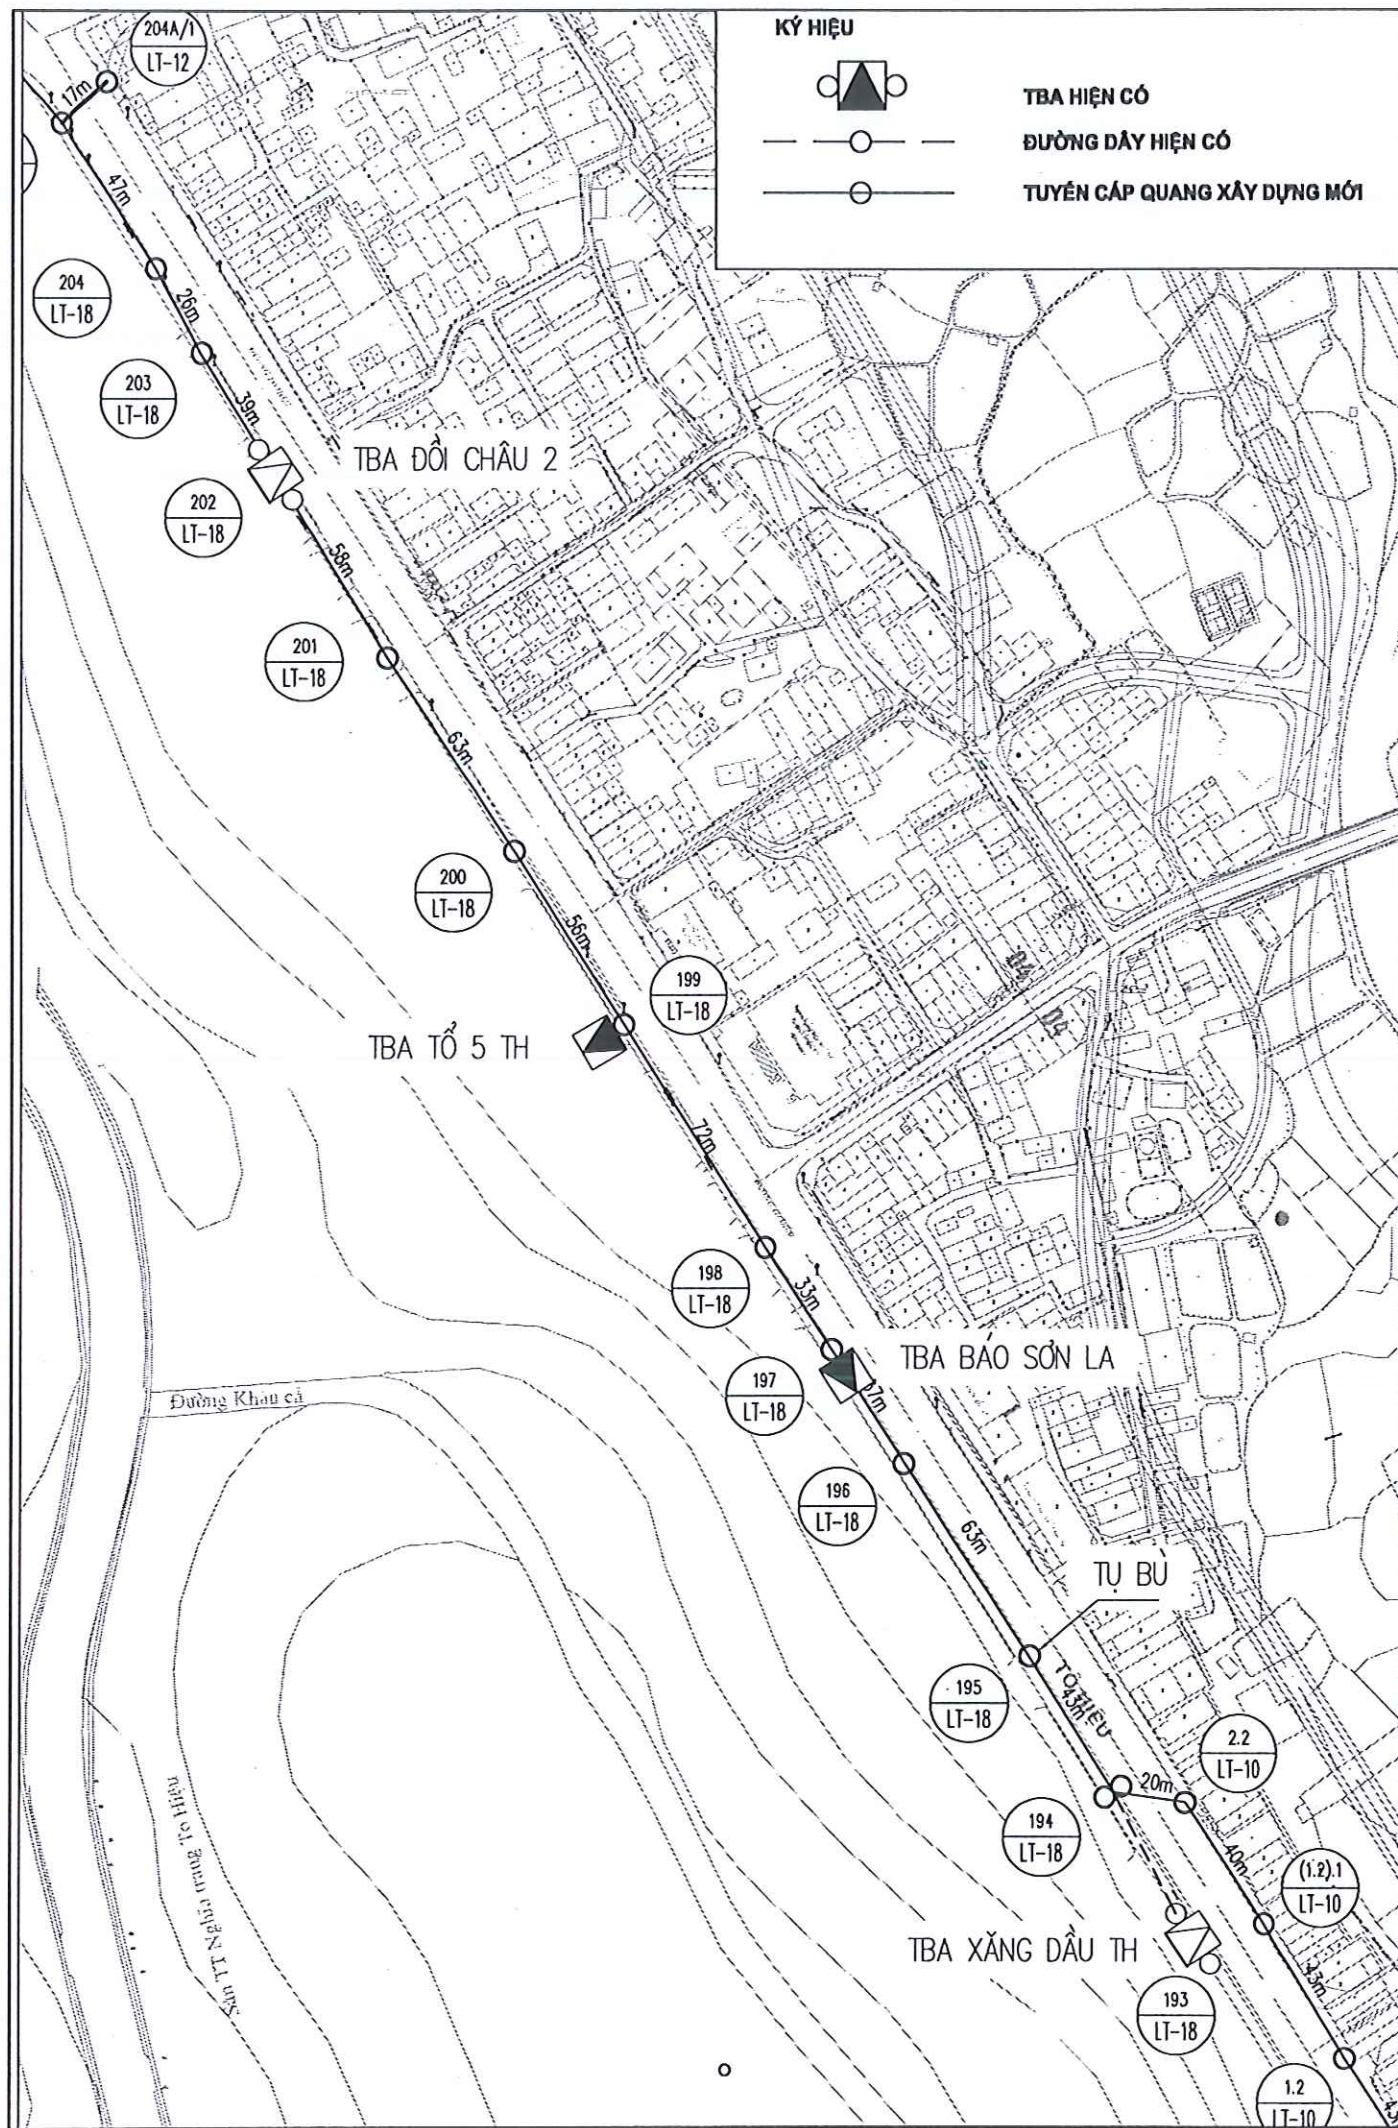 KÝ HIỆU
TBA HIỆN CÓ
ĐƯỜNG DÂY HIỆN CÓ
TUYẾN CÁP QUANG XÂY DỰNG MỚI
204A/1
LT-12
17m
47m
204
LT-18
26m
203
LT-18
39m
TBA ĐỒI CHÂU 2
202
LT-18
58m
201
LT-18
63m
200
LT-18
56m
199
LT-18
TBA TỔ 5 TH
04
04
72m
198
LT-18
33m
TBA BÁO SƠN LA
197
LT-18
Đường Khau cả
196
LT-18
63m
TỤ BÙ
195
LT-18
TÔ HIỆU
43m
2.2
LT-10
20m
194
LT-18
40m
(1.2).1
LT-10
TBA XĂNG DẦU TH
43m
193
LT-18
1.2
LT-10